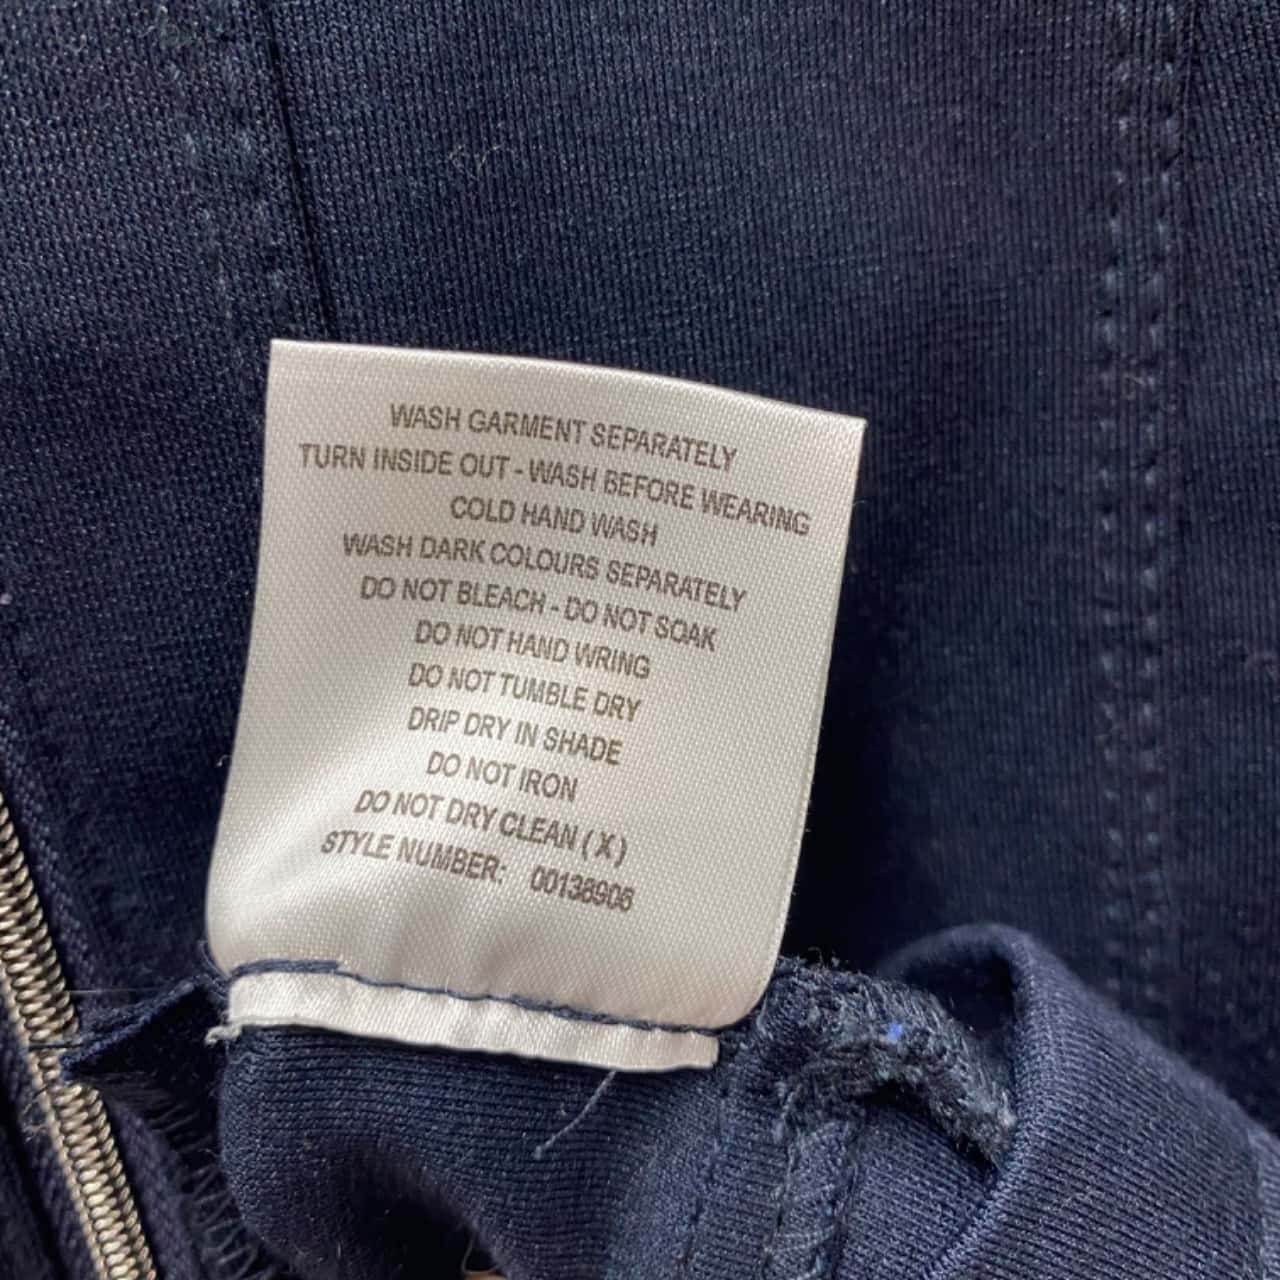 WASH GARMENT SEPARATELY
TURN INSIDE OUT - WASH BEFORE WEARING
COLD HAND WASH
WASH DARK COLOURS SEPARATELY
DO NOT BLEACH - DO NOT SOAK
DO NOT HAND WRING
DO NOT TUMBLE DRY
DRIP DRY IN SHADE
DO NOT IRON
DO NOT DRY CLEAN ( X )
STYLE NUMBER: 00138906